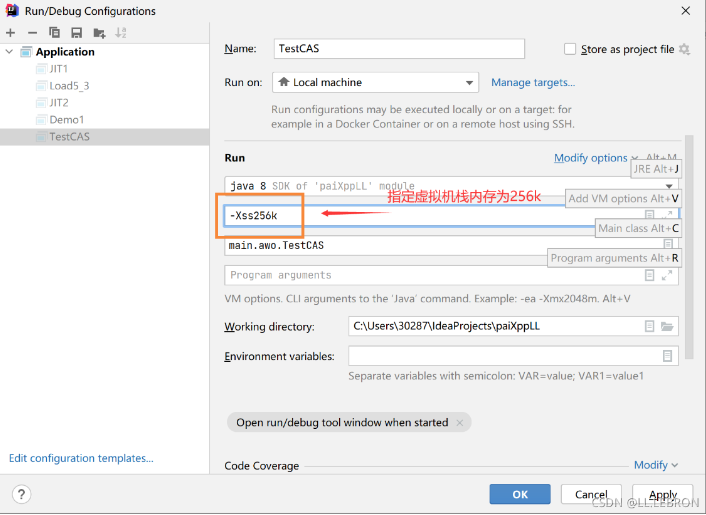 Run/Debug Configurations
Application
JIT1
Load5_3
JIT2
Demo1
TestCAS
Name: TestCAS
Store as project file
Run on: Local machine
Manage targets...
Run configurations may be executed locally or on a target: for
example in a Docker Container or on a remote host using SSH.
Run
Modify options Alt+M
JRE Alt+J
java 8 SDK of 'paiXppLL' module
指定虚拟机栈内存为256k
Add VM options Alt+V
-Xss256k
Main class Alt+C
main.awo.TestCAS
Program arguments Alt+R
Program arguments
VM options. CLI arguments to the 'Java' command. Example: -ea -Xmx2048m. Alt+V
Working directory: C:\Users\30287\IdeaProjects\paiXppLL
Environment variables:
Separate variables with semicolon: VAR=value; VAR1=value1
Open run/debug tool window when started
Edit configuration templates...
Code Coverage
Modify
?
OK
Cancel
Apply
CSDN @LL.LEBRON